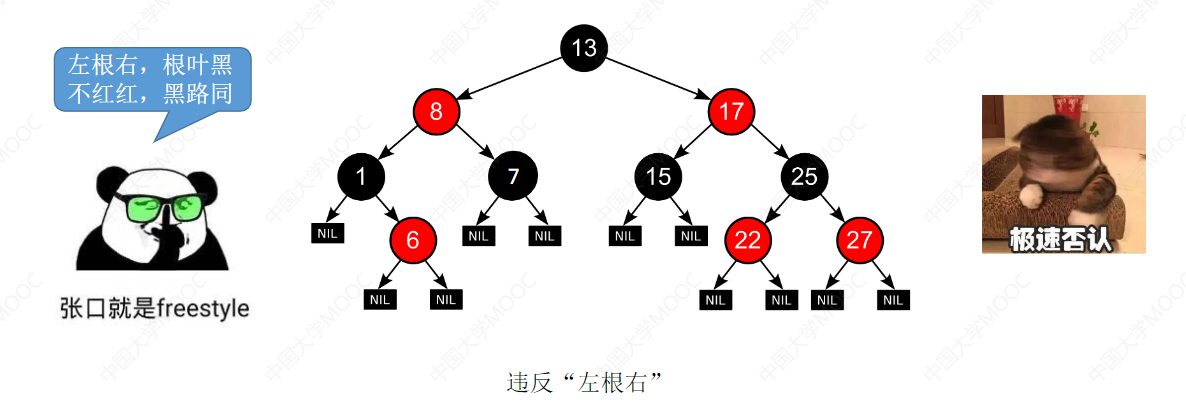 左根右，根叶黑
不红红，黑路同
张口就是freestyle
13
8
17
1
7
15
25
NIL
6
NIL
NIL
NIL
NIL
22
27
NIL
NIL
NIL
NIL
NIL
NIL
极速否认
违反“左根右”
中国大学MOOC